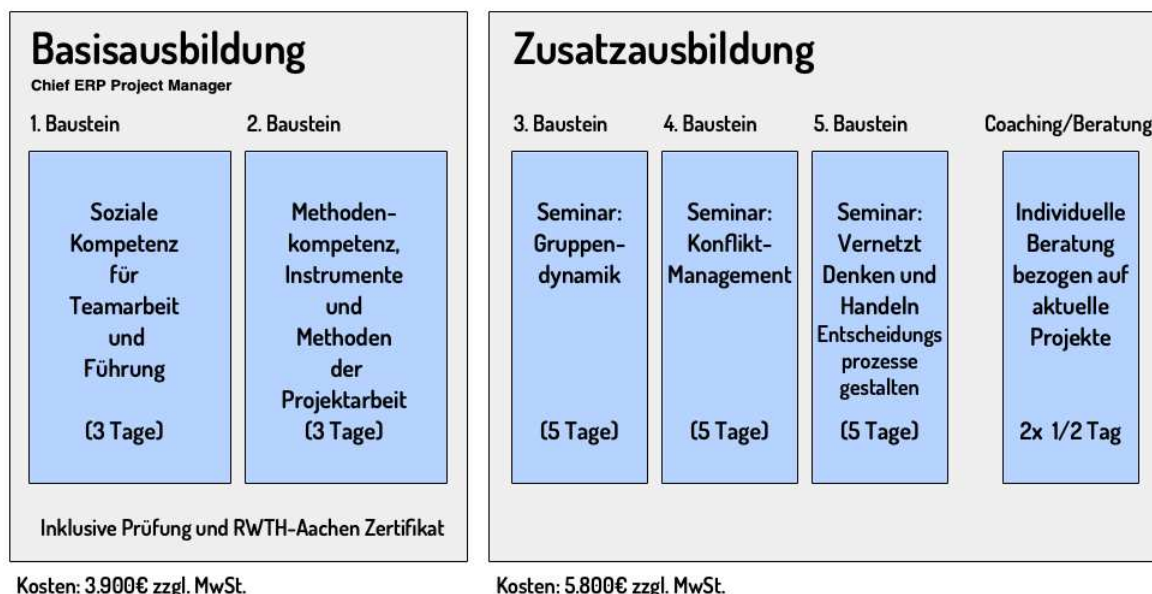 Basisausbildung
Chief ERP Project Manager
1. Baustein
Soziale
Kompetenz
für
Teamarbeit
und
Führung
(3 Tage)
2. Baustein
Methoden-
kompetenz,
Instrumente
und
Methoden
der
Projektarbeit
(3 Tage)
Inklusive Prüfung und RWTH-Aachen Zertifikat
Kosten: 3.900€ zzgl. MwSt.
Zusatzausbildung
3. Baustein
Seminar:
Gruppen-
dynamik
(5 Tage)
4. Baustein
Seminar:
Konflikt-
Management
(5 Tage)
5. Baustein
Seminar:
Vernetzt
Denken und
Handeln
Entscheidungs
prozesse
gestalten
(5 Tage)
Coaching/Beratung
Individuelle
Beratung
bezogen auf
aktuelle
Projekte
2x 1/2 Tag
Kosten: 5.800€ zzgl. MwSt.